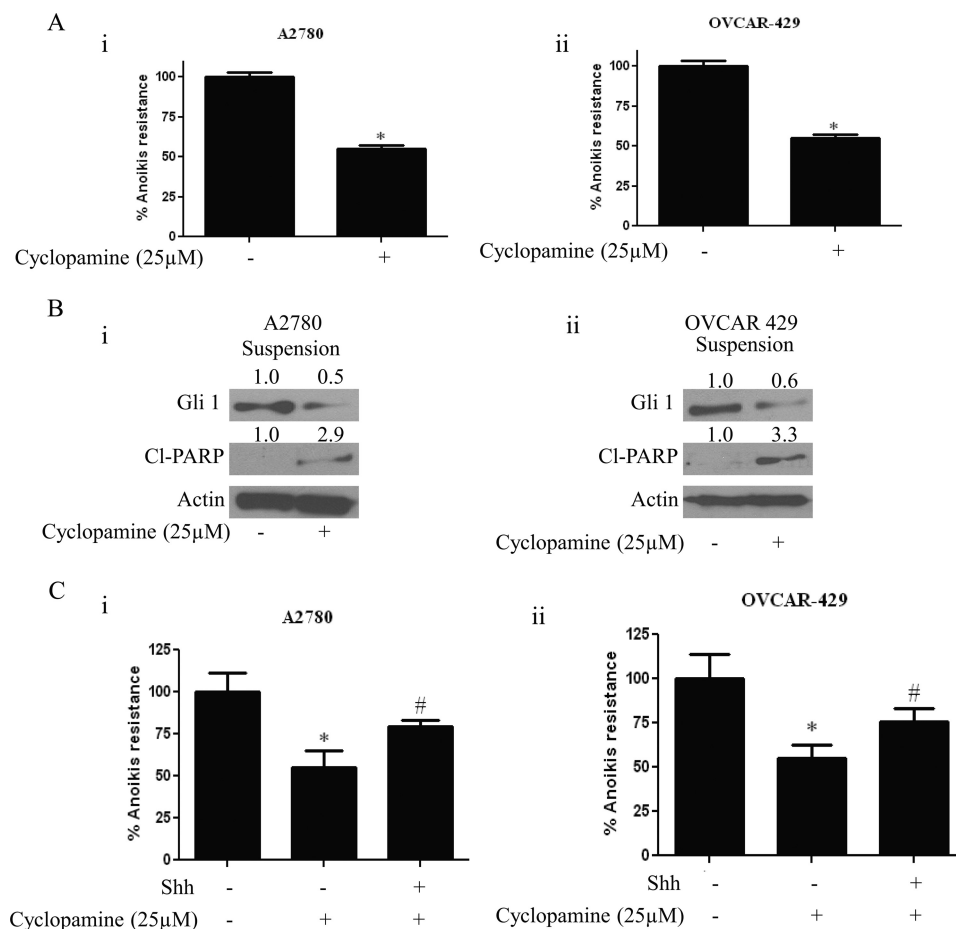 A
i
A2780
% Anoikis resistance
100
75
50
25
0
*
Cyclopamine (25µM) - +
ii
OVCAR-429
% Anoikis resistance
100
75
50
25
0
*
Cyclopamine (25µM) - +
B
i
A2780
Suspension
1.0 0.5
Gli 1
1.0 2.9
Cl-PARP
Actin
Cyclopamine (25µM) - +
ii
OVCAR 429
Suspension
1.0 0.6
Gli 1
1.0 3.3
Cl-PARP
Actin
Cyclopamine (25µM) - +
C
i
A2780
% Anoikis resistance
125
100
75
50
25
0
*
#
Shh - - +
Cyclopamine (25µM) - + +
ii
OVCAR-429
% Anoikis resistance
125
100
75
50
25
0
*
#
Shh - - +
Cyclopamine (25µM) - + +